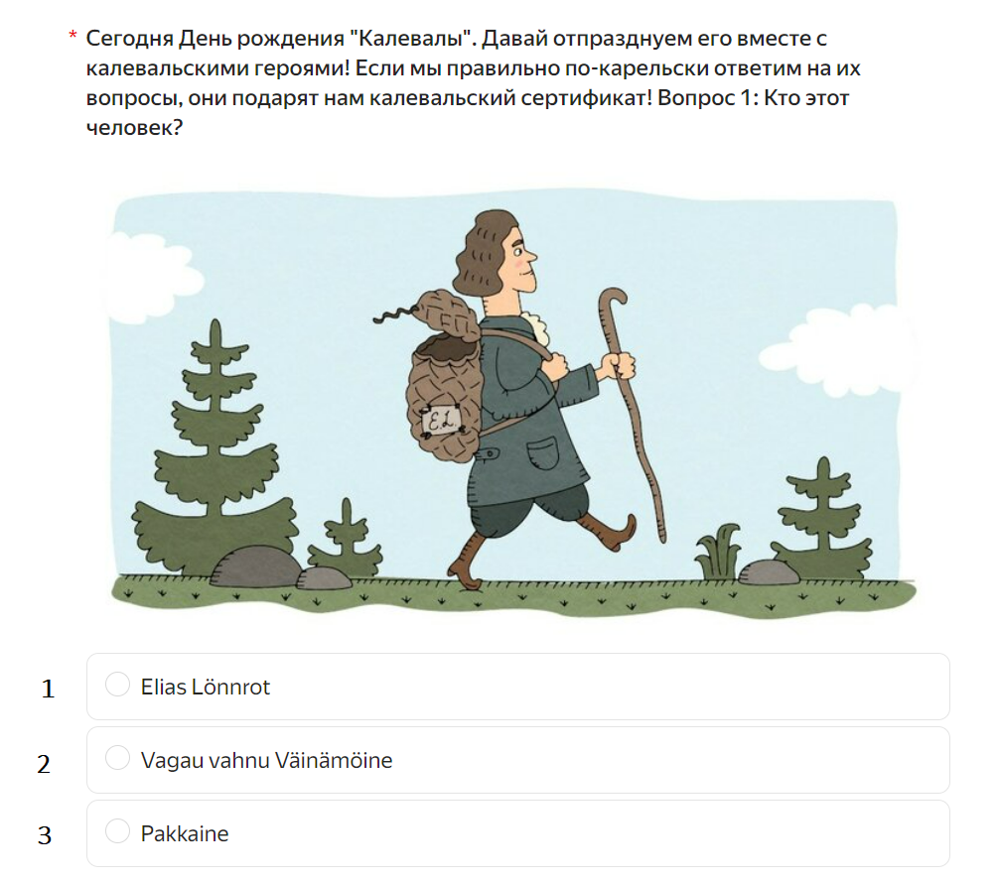 * Сегодня День рождения "Калевалы". Давай отпразднуем его вместе с
калевальскими героями! Если мы правильно по-карельски ответим на их
вопросы, они подарят нам калевальский сертификат! Вопрос 1: Кто этот
человек?
E.L.
1 Elias Lönnrot
2 Vagau vahnu Väinämöine
3 Pakkaine